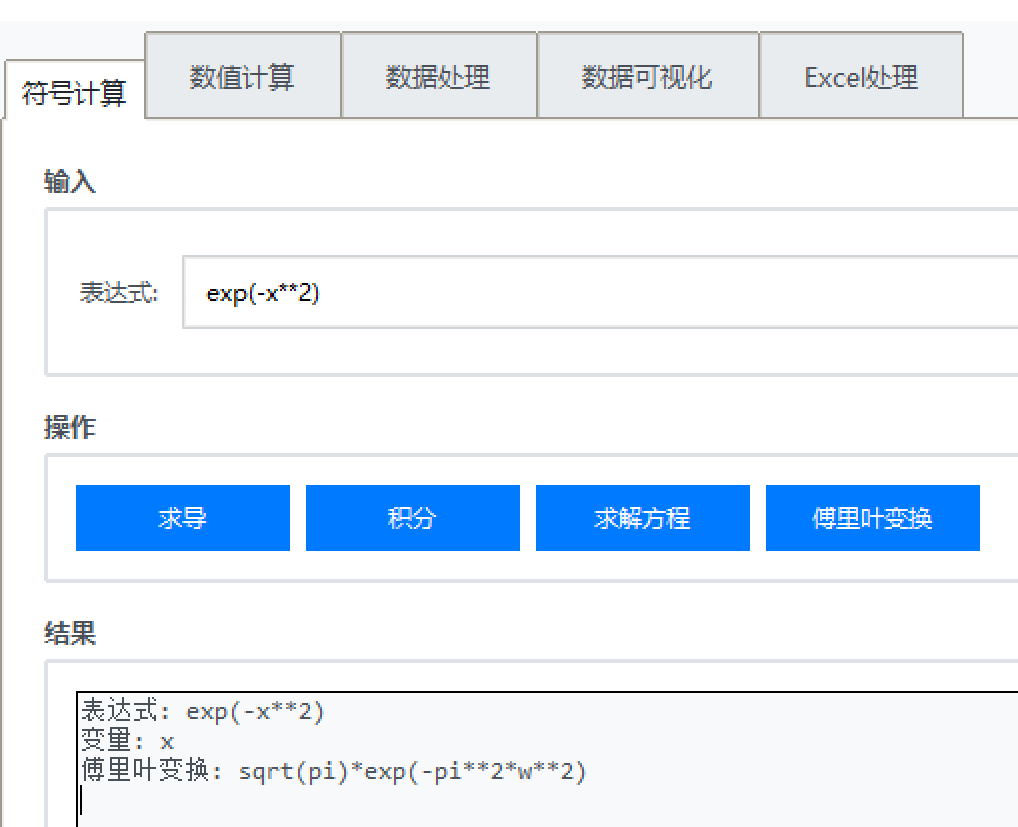 符号计算
数值计算
数据处理
数据可视化
Excel处理
输入
表达式:
exp(-x**2)
操作
求导
积分
求解方程
傅里叶变换
结果
表达式: exp(-x**2)
变量: x
傅里叶变换: sqrt(pi)*exp(-pi**2*w**2)